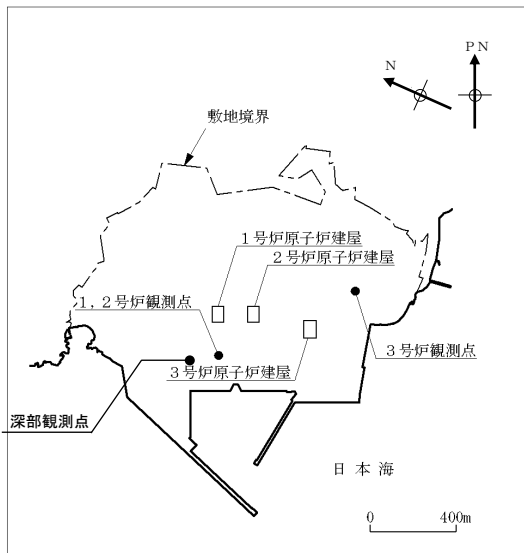 PN
N
敷地境界
1号炉原子炉建屋
2号炉原子炉建屋
1,2号炉観測点
3号炉観測点
3号炉原子炉建屋
深部観測点
日本海
0 400m